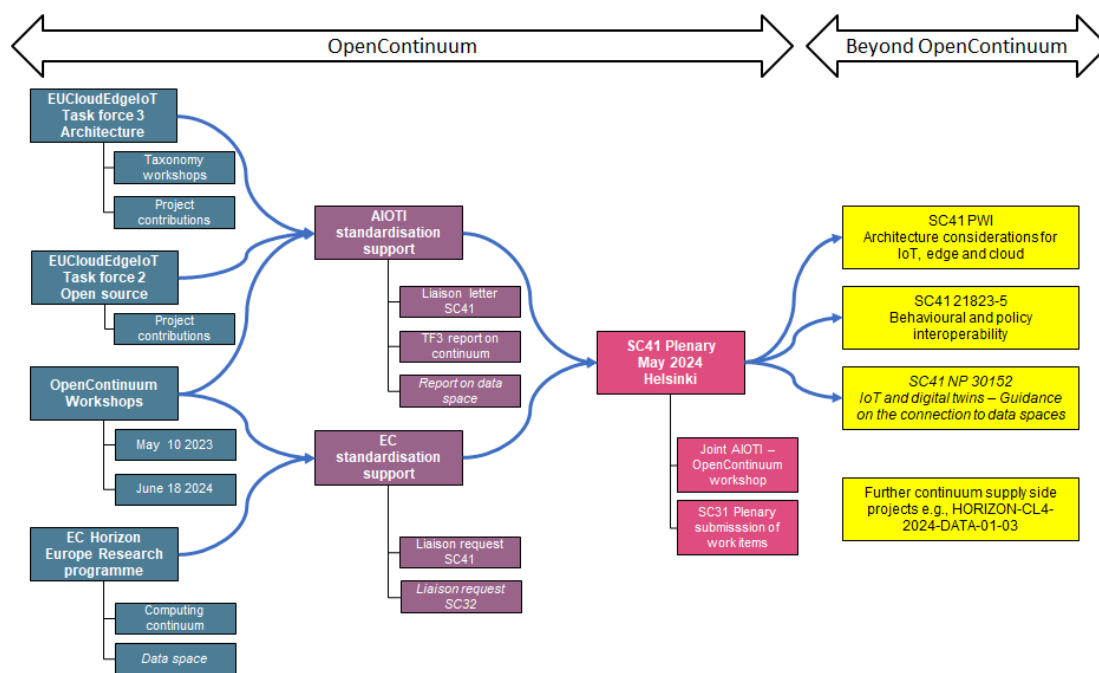 OpenContinuum
Beyond OpenContinuum
EUCloudEdgeIoT
Task force 3
Architecture
Taxonomy
workshops
Project
contributions
EUCloudEdgeIoT
Task force 2
Open source
Project
contributions
OpenContinuum
Workshops
May 10 2023
June 18 2024
EC Horizon
Europe Research
programme
Computing
continuum
Data space
AIOTI
standardisation
support
Liaison letter
SC41
TF3 report on
continuum
Report on data
space
EC
standardisation
support
Liaison request
SC41
Liaison request
SC32
SC41 Plenary
May 2024
Helsinki
Joint AIOTI –
OpenContinuum
workshop
SC31 Plenary
submisssion of
work items
SC41 PWI
Architecture considerations for
IoT, edge and cloud
SC41 21823-5
Behavioural and policy
interoperability
SC41 NP 30152
IoT and digital twins – Guidance
on the connection to data spaces
Further continuum supply side
projects e.g., HORIZON-CL4-
2024-DATA-01-03